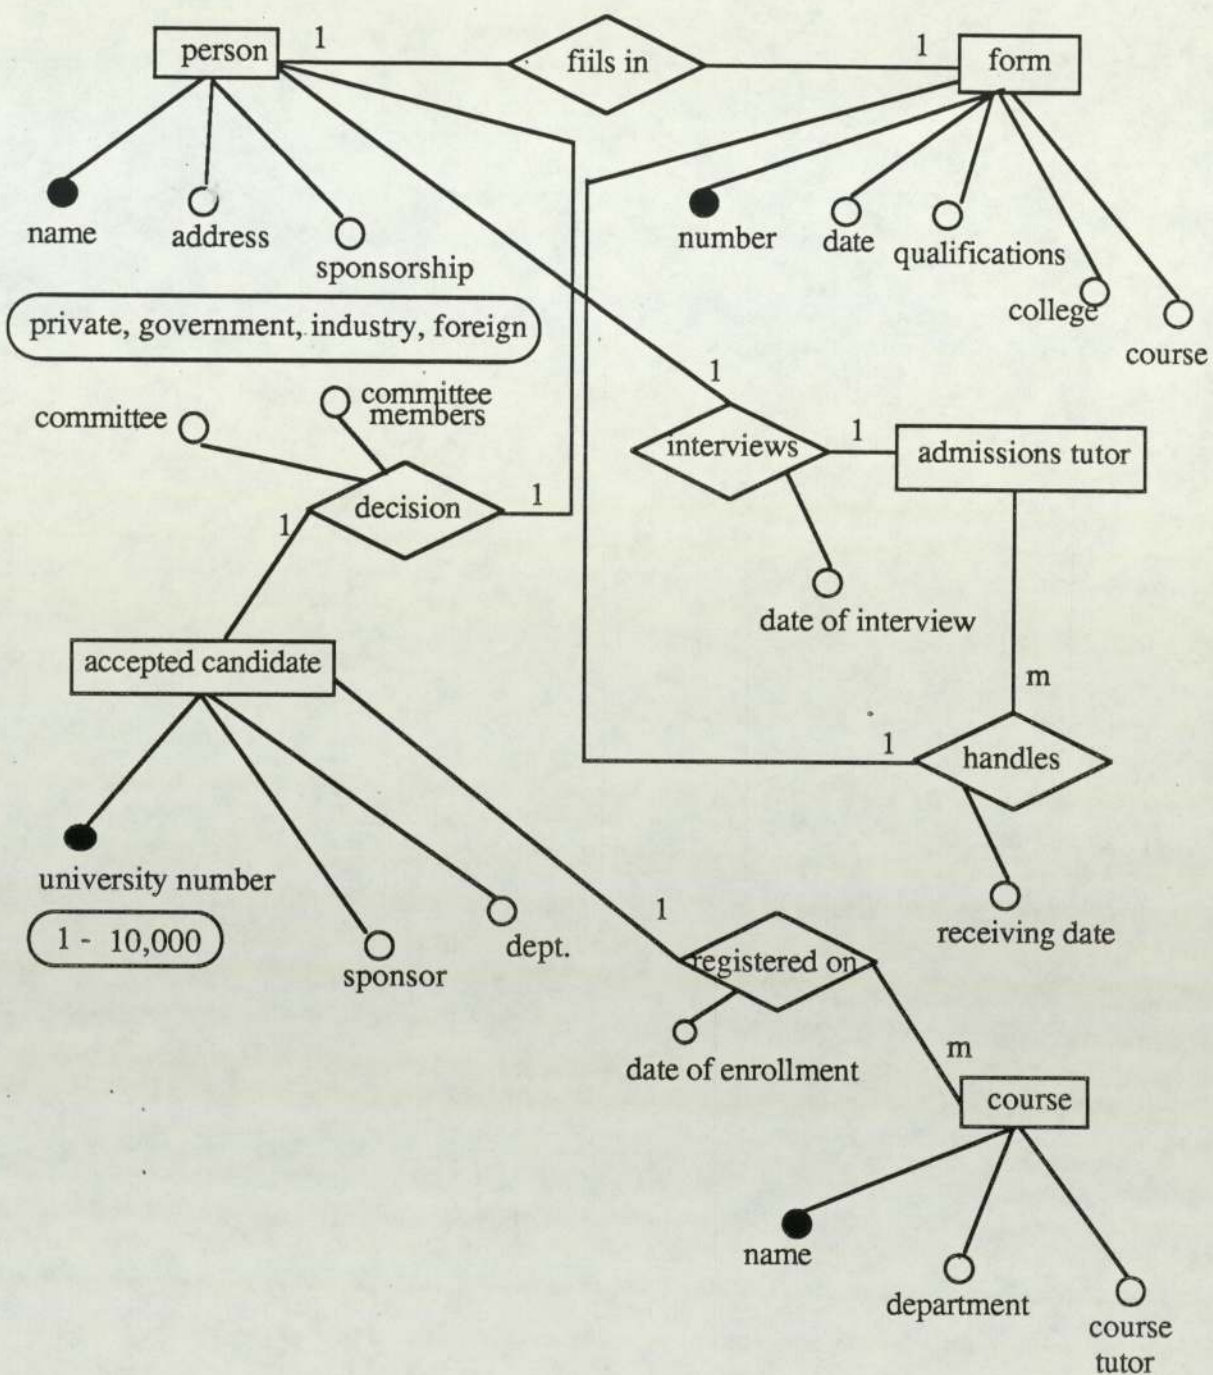 person
1
fiils in
1
form
name
address
sponsorship
number
date
qualifications
college
course
private, government, industry, foreign
committee
committee
members
1
interviews
1
admissions tutor
decision
1
1
date of interview
accepted candidate
m
1
handles
university number
1 - 10,000
sponsor
dept.
1
registered on
receiving date
date of enrollment
m
course
name
department
course
tutor